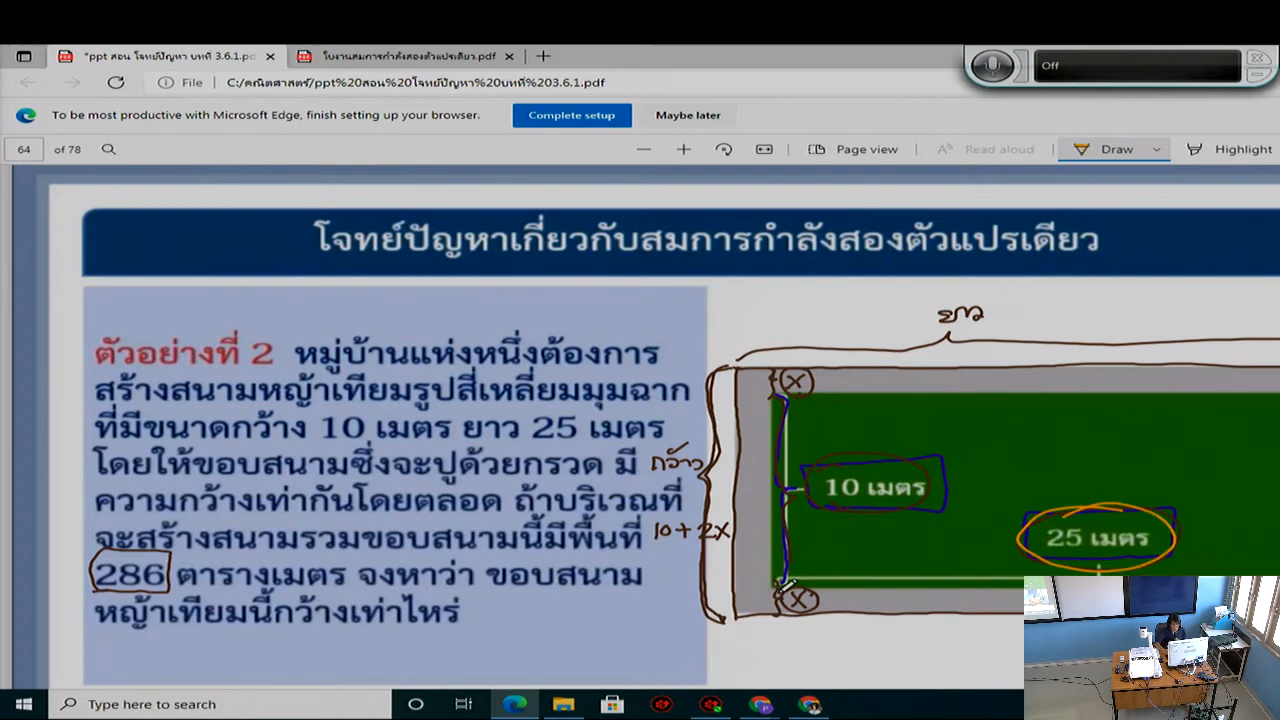 *ppt สอน โจทย์ปัญหา บทที่ 3.6.1.pd
ใบงานสมการกำลังสองตัวแปรเดียว.pdf
Off
File
C:/คณิตศาสตร์/ppt%20สอน%20โจทย์ปัญหา%20บทที่%203.6.1.pdf
To be most productive with Microsoft Edge, finish setting up your browser.
Complete setup
Maybe later
64 of 78
Page view
Read aloud
Draw
Highlight
โจทย์ปัญหาเกี่ยวกับสมการกำลังสองตัวแปรเดียว
ตัวอย่างที่ 2 หมู่บ้านแห่งหนึ่งต้องการ
สร้างสนามหญ้าเทียมรูปสี่เหลี่ยมมุมฉาก
ที่มีขนาดกว้าง 10 เมตร ยาว 25 เมตร
โดยให้ขอบสนามซึ่งจะปูด้วยกรวด มี
ความกว้างเท่ากันโดยตลอด ถ้าบริเวณที่
จะสร้างสนามรวมขอบสนามนี้มีพื้นที่
286 ตารางเมตร จงหาว่า ขอบสนาม
หญ้าเทียมนี้กว้างเท่าไหร่
ยาว
x
กว้าง
10 เมตร
10+2x
25 เมตร
x
Type here to search